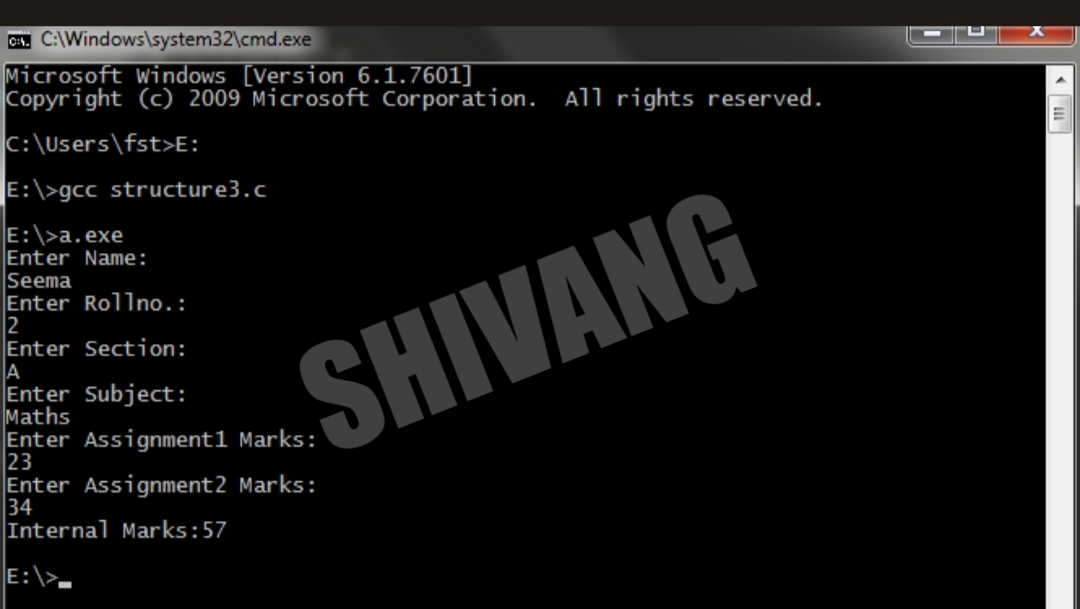 C:\Windows\system32\cmd.exe
Microsoft Windows [Version 6.1.7601]
Copyright (c) 2009 Microsoft Corporation.  All rights reserved.
C:\Users\fst>E:
E:\>gcc structure3.c
E:\>a.exe
Enter Name:
Seema
Enter Rollno.:
2
Enter Section:
A
Enter Subject:
Maths
Enter Assignment1 Marks:
23
Enter Assignment2 Marks:
34
Internal Marks:57
E:\>
SHIVANG